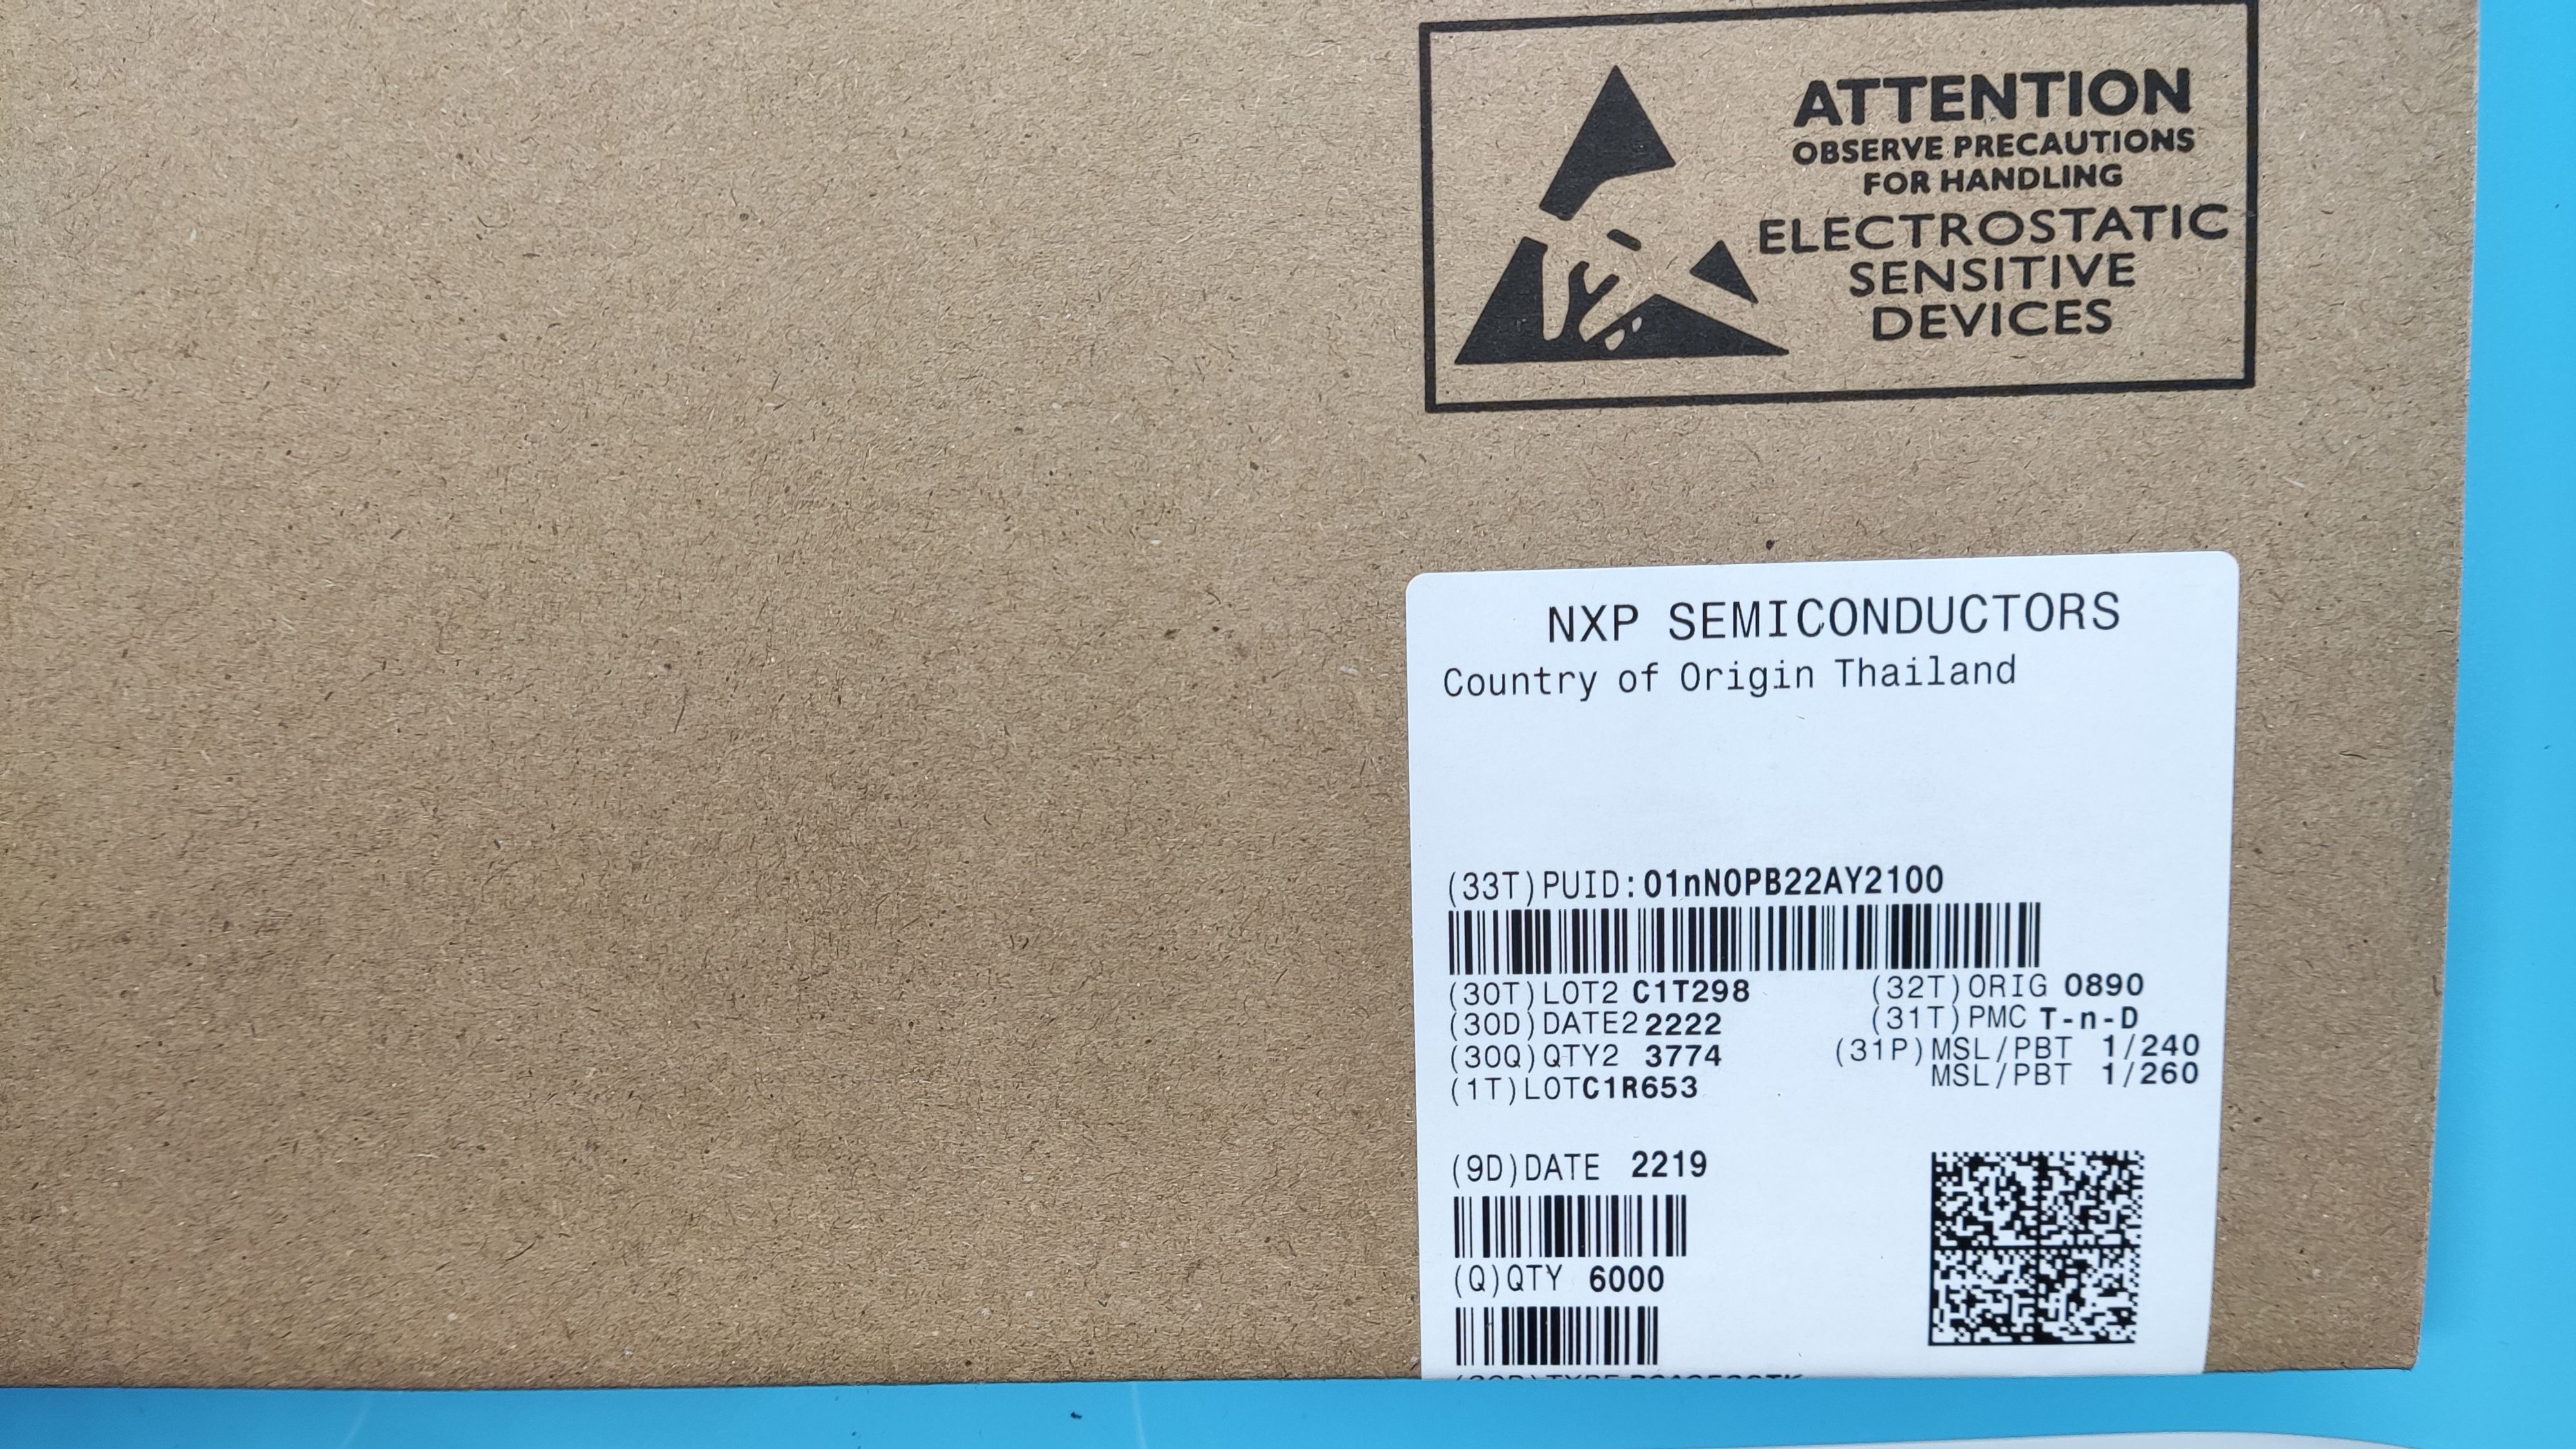 ATTENTION
OBSERVE PRECAUTIONS
FOR HANDLING
ELECTROSTATIC
SENSITIVE
DEVICES
NXP SEMICONDUCTORS
Country of Origin Thailand
(33T)PUID:01nNOPB22AY2100
(30T)LOT2 C1T298 (32T)ORIG 0890
(30D)DATE2 2222 (31T)PMC T-n-D
(30Q)QTY2 3774 (31P)MSL/PBT 1/240
MSL/PBT 1/260
(1T)LOTC1R653
(9D)DATE 2219
(Q)QTY 6000